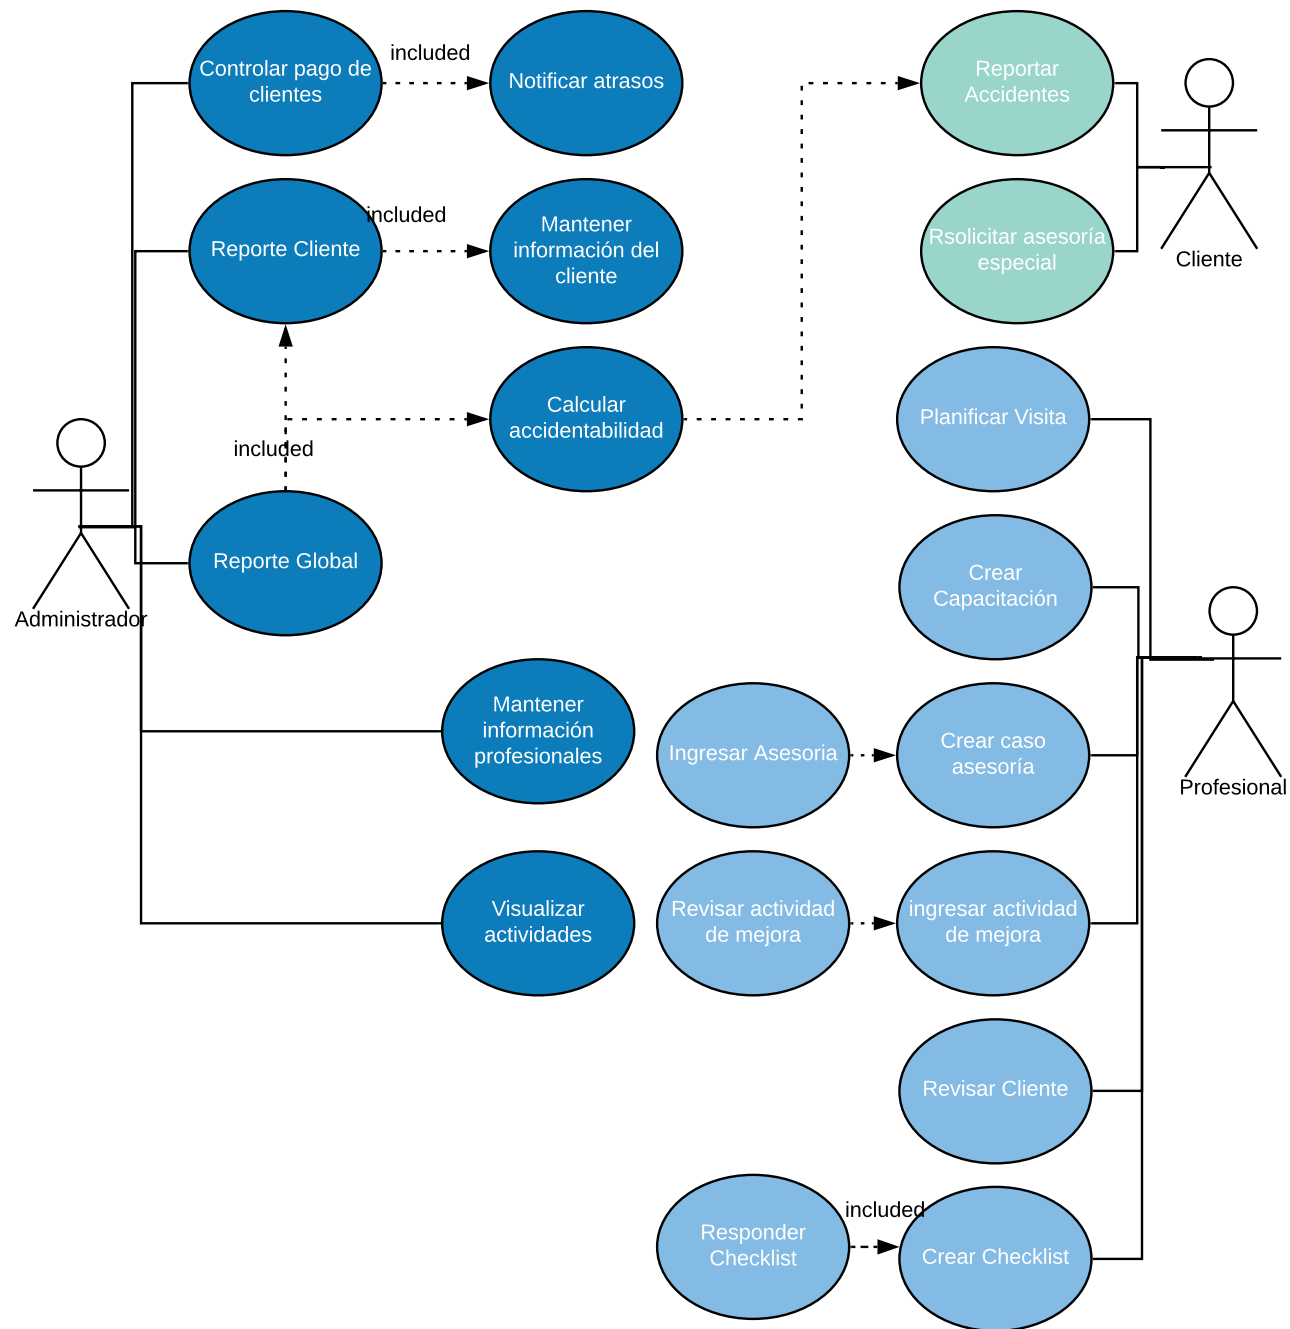 Controlar pago de
clientes
included
Notificar atrasos
Reportar
Accidentes
Reporte Cliente
included
Mantener
información del
cliente
Rsolicitar asesoría
especial
Cliente
Calcular
accidentabilidad
Planificar Visita
included
Reporte Global
Administrador
Crear
Capacitación
Mantener
información
profesionales
Ingresar Asesoria
Crear caso
asesoría
Profesional
Visualizar
actividades
Revisar actividad
de mejora
ingresar actividad
de mejora
Revisar Cliente
Responder
Checklist
included
Crear Checklist